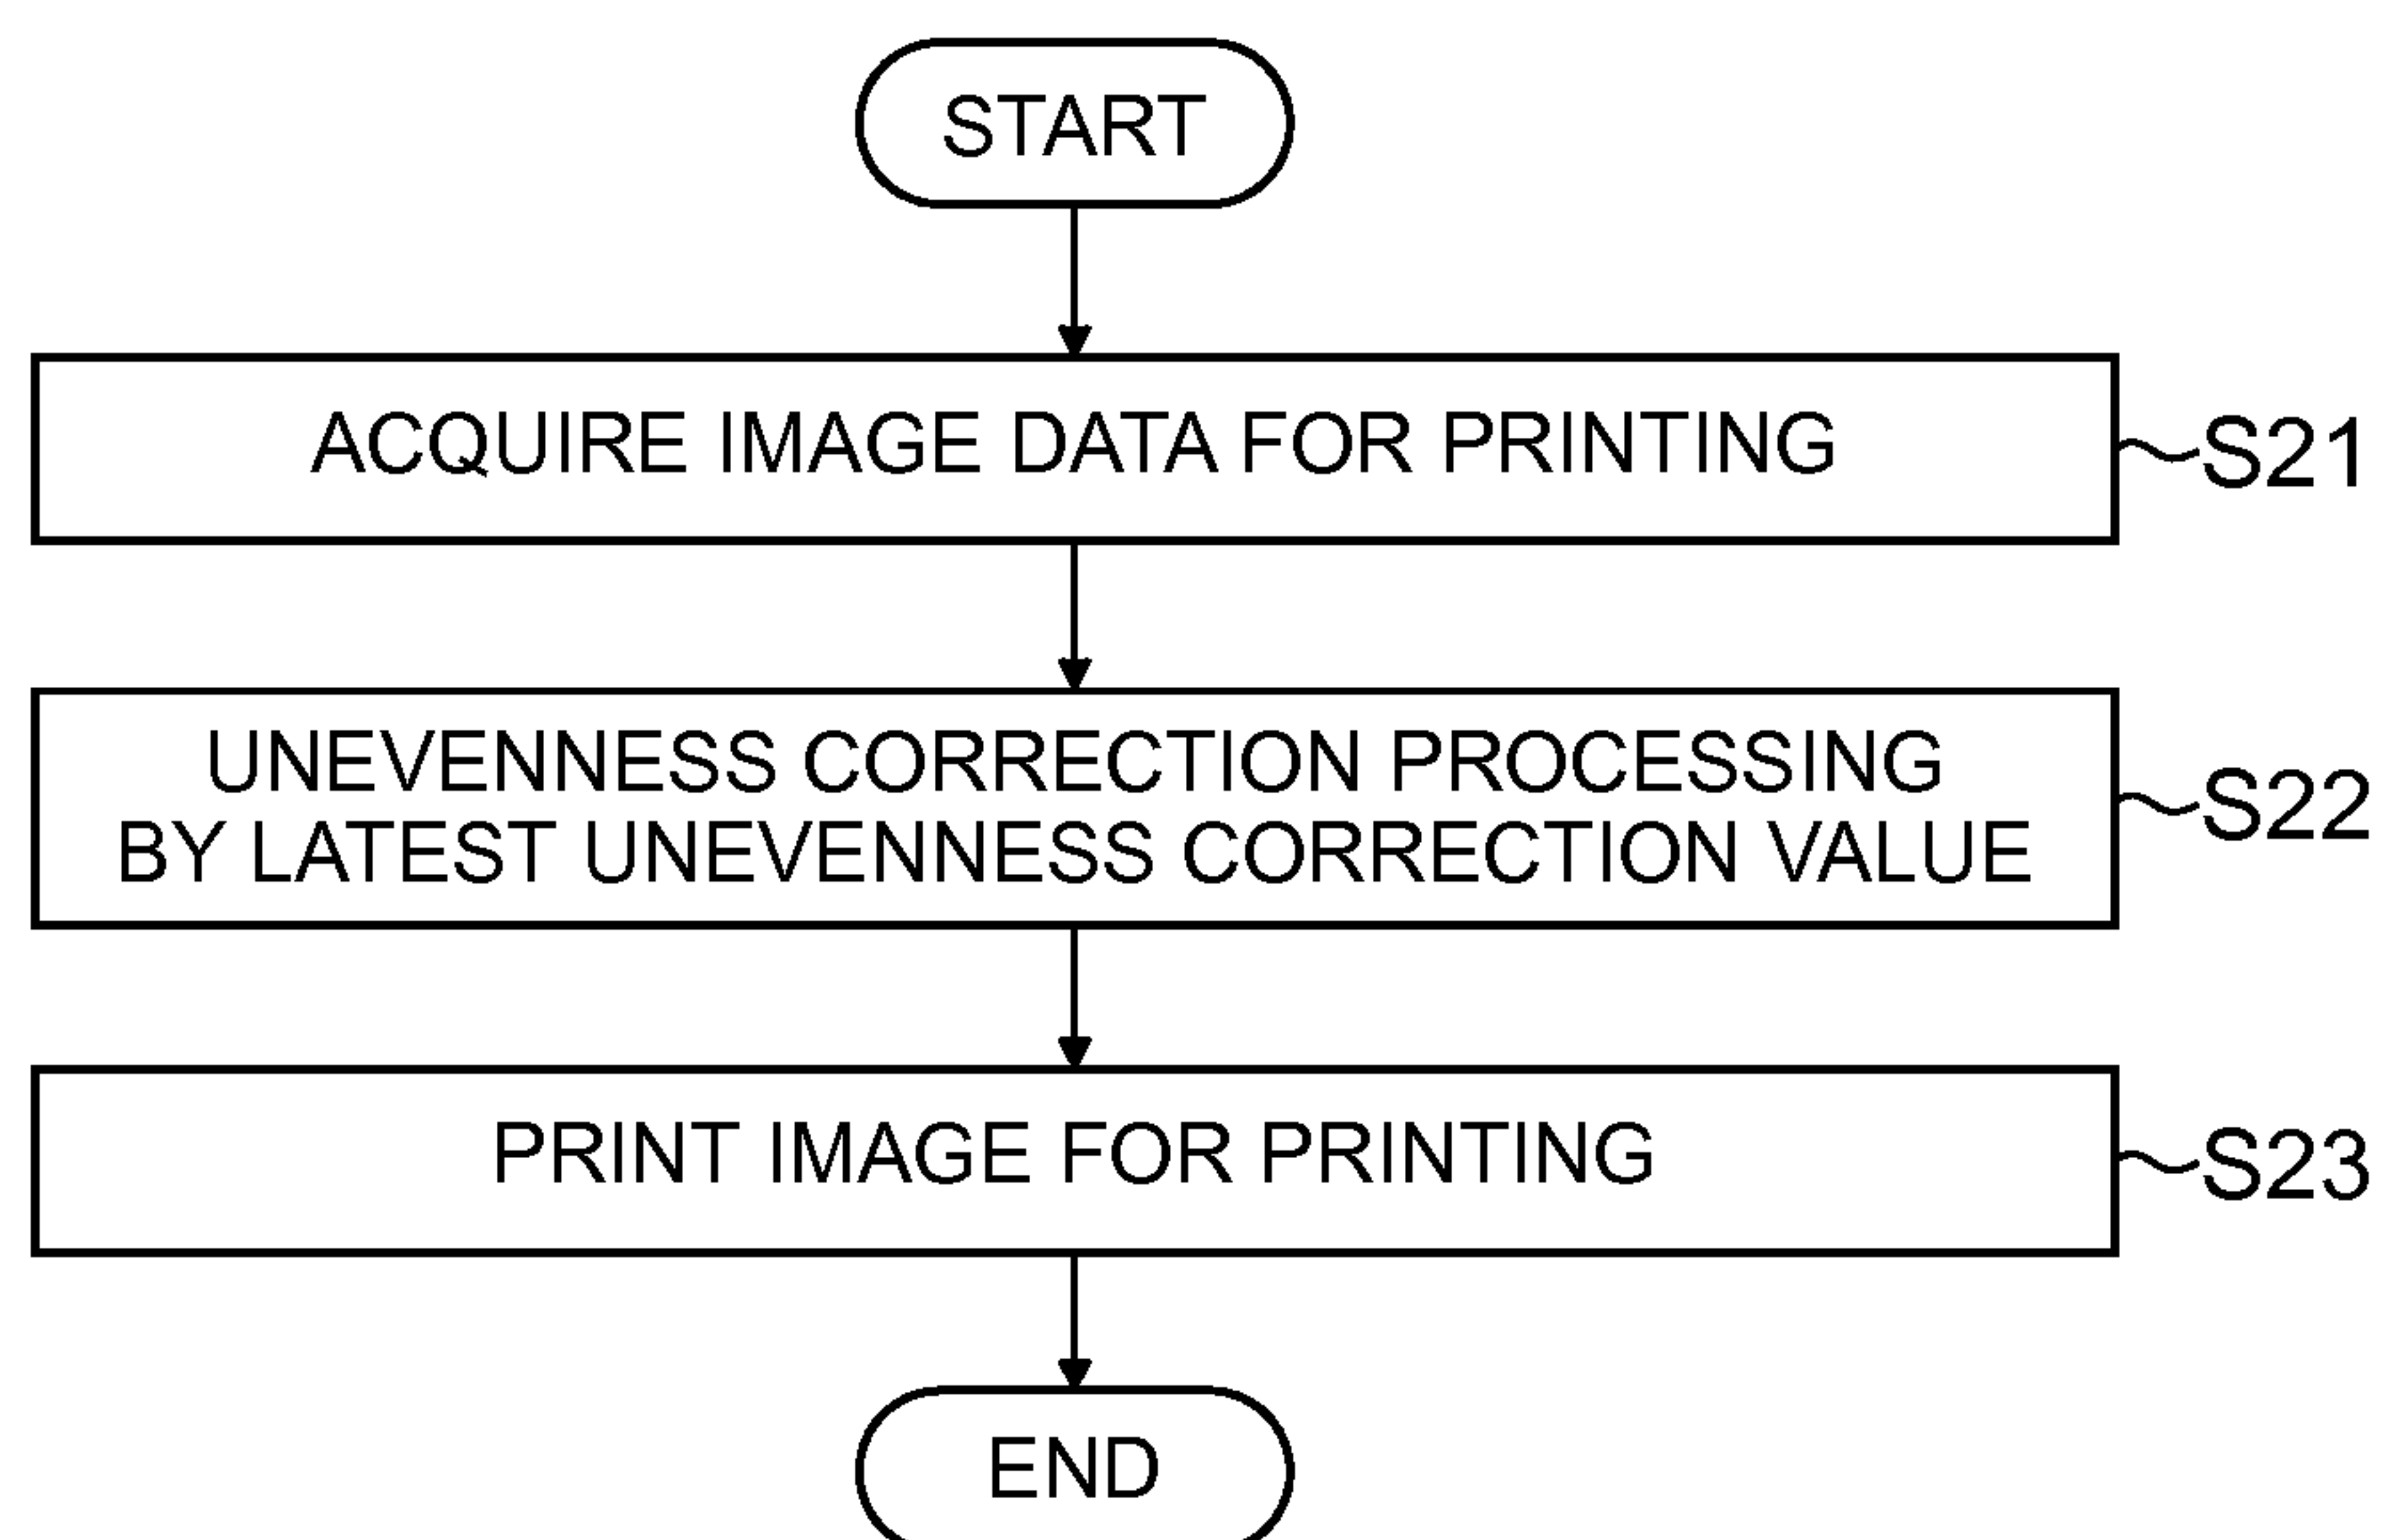 START
ACQUIRE IMAGE DATA FOR PRINTING
S21
UNEVENNESS CORRECTION PROCESSING
BY LATEST UNEVENNESS CORRECTION VALUE
S22
PRINT IMAGE FOR PRINTING
S23
END